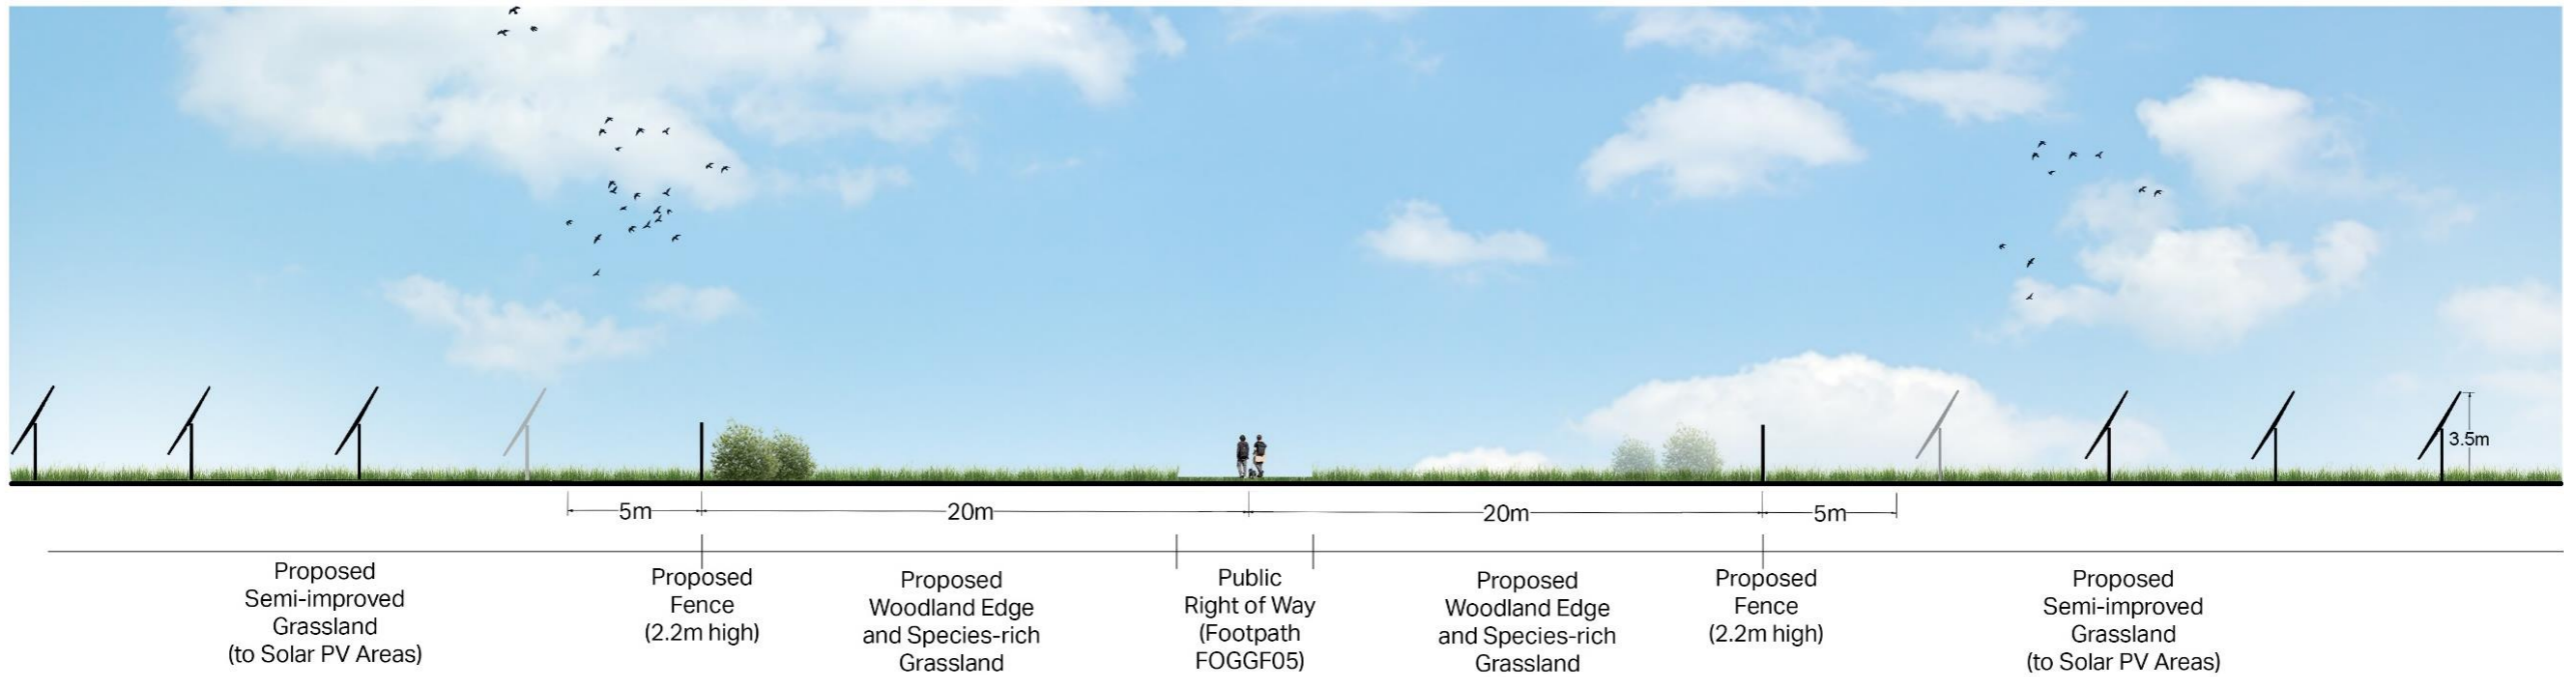 3.5m
5m
20m
20m
5m
Proposed
Semi-improved
Grassland
(to Solar PV Areas)
Proposed
Fence
(2.2m high)
Proposed
Woodland Edge
and Species-rich
Grassland
Public
Right of Way
(Footpath
FOGGF05)
Proposed
Woodland Edge
and Species-rich
Grassland
Proposed
Fence
(2.2m high)
Proposed
Semi-improved
Grassland
(to Solar PV Areas)